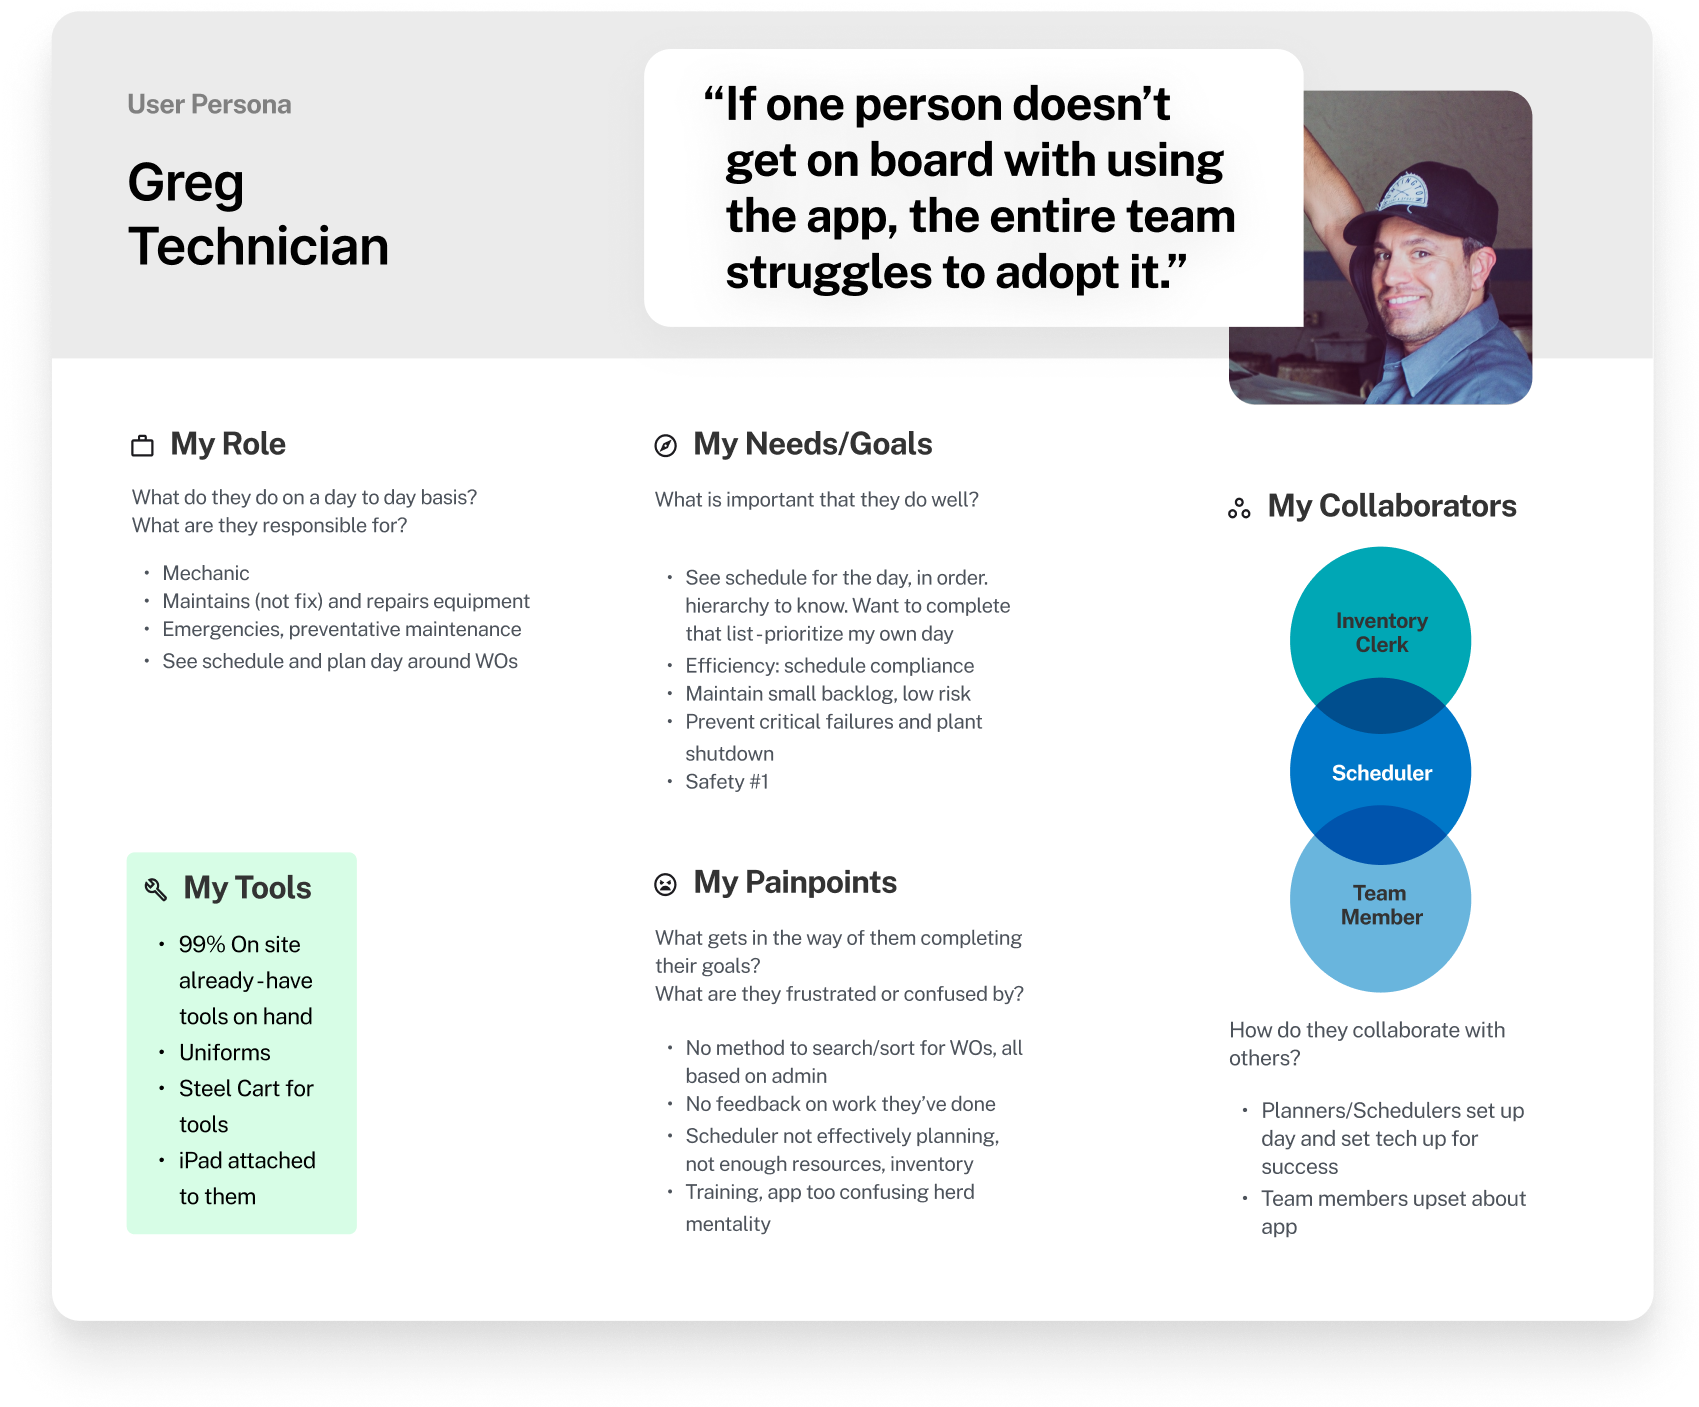 User Persona
Greg
Technician
“If one person doesn’t
get on board with using
the app, the entire team
struggles to adopt it.”
My Role
What do they do on a day to day basis?
What are they responsible for?
• Mechanic
• Maintains (not fix) and repairs equipment
• Emergencies, preventative maintenance
• See schedule and plan day around WOs
My Needs/Goals
What is important that they do well?
• See schedule for the day, in order.
hierarchy to know. Want to complete
that list - prioritize my own day
• Efficiency: schedule compliance
• Maintain small backlog, low risk
• Prevent critical failures and plant
shutdown
• Safety #1
My Tools
• 99% On site
already - have
tools on hand
• Uniforms
• Steel Cart for
tools
• iPad attached
to them
My Painpoints
What gets in the way of them completing
their goals?
What are they frustrated or confused by?
• No method to search/sort for WOs, all
based on admin
• No feedback on work they’ve done
• Scheduler not effectively planning,
not enough resources, inventory
• Training, app too confusing herd
mentality
My Collaborators
Inventory
Clerk
Scheduler
Team
Member
How do they collaborate with
others?
• Planners/Schedulers set up
day and set tech up for
success
• Team members upset about
app